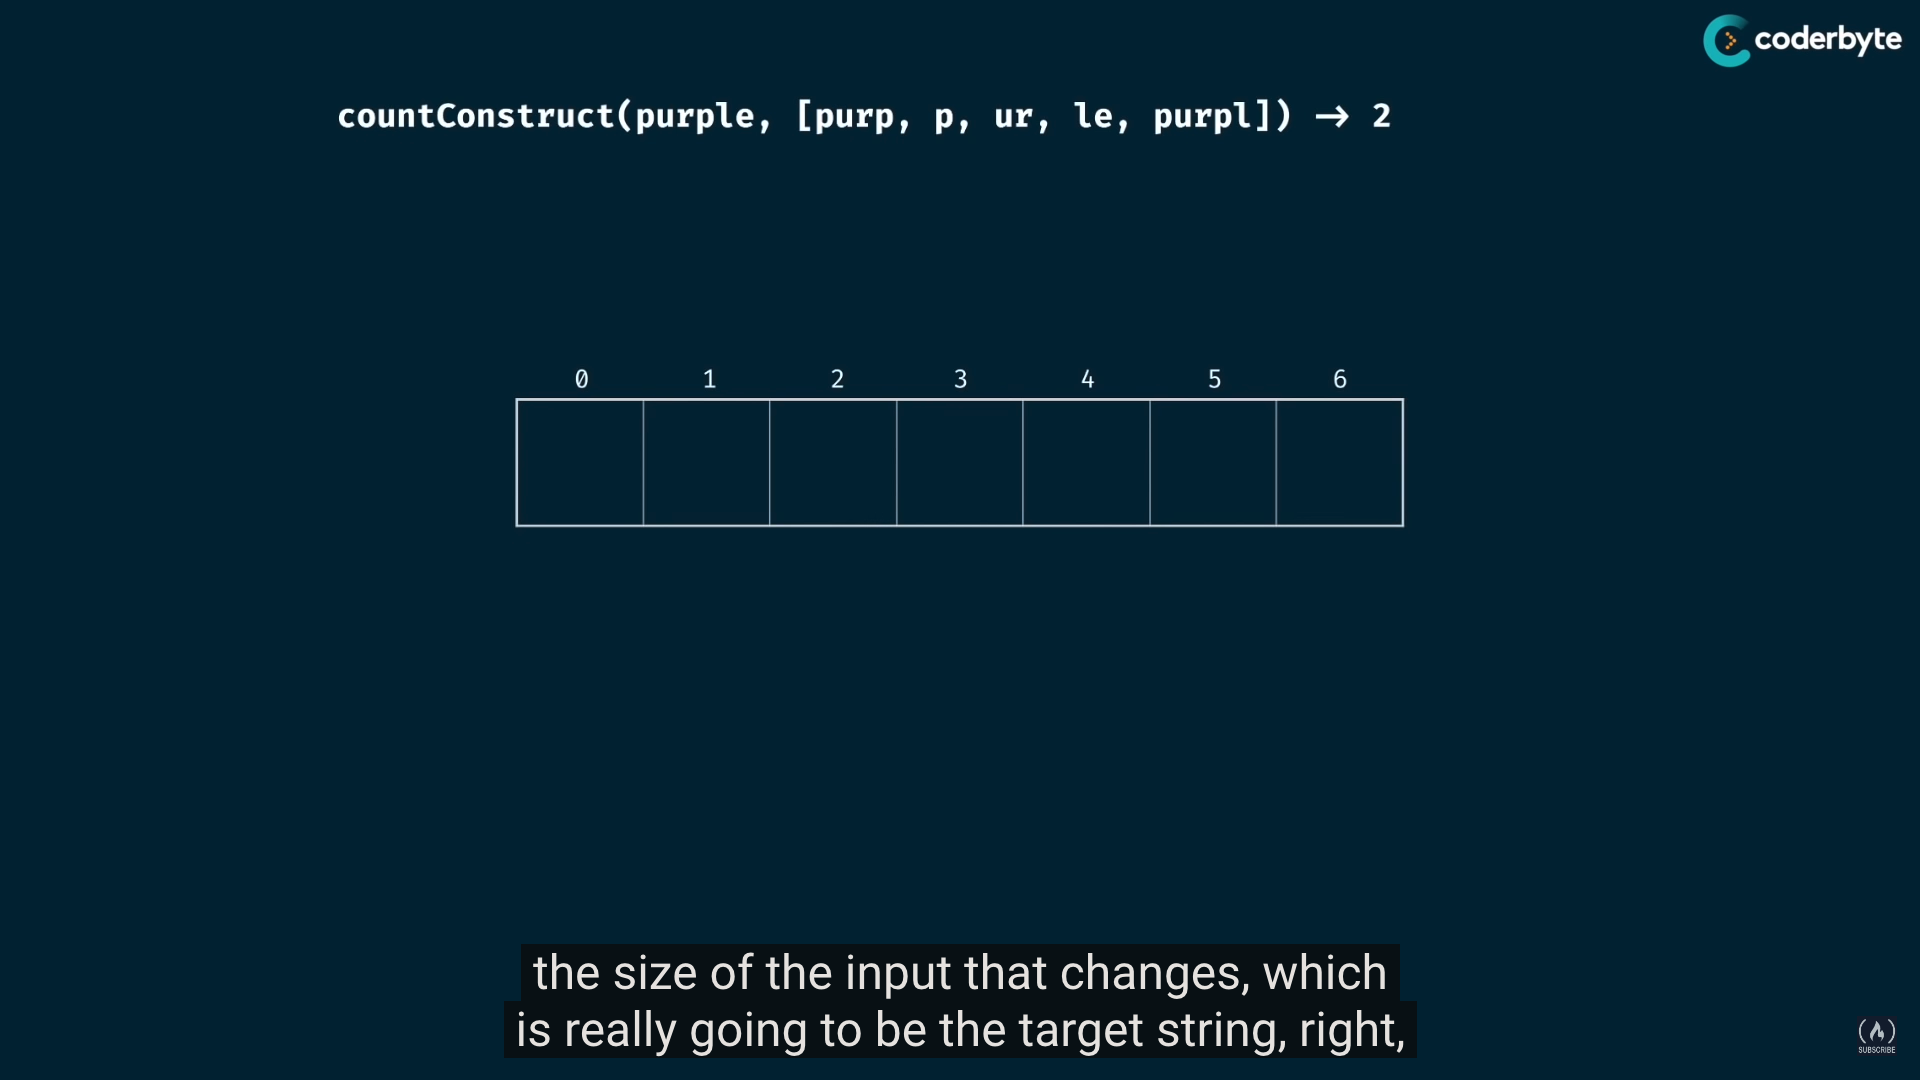 coderbyte
countConstruct(purple, [purp, p, ur, le, purpl]) → 2
0 1 2 3 4 5 6
the size of the input that changes, which
is really going to be the target string, right,
SUBSCRIBE